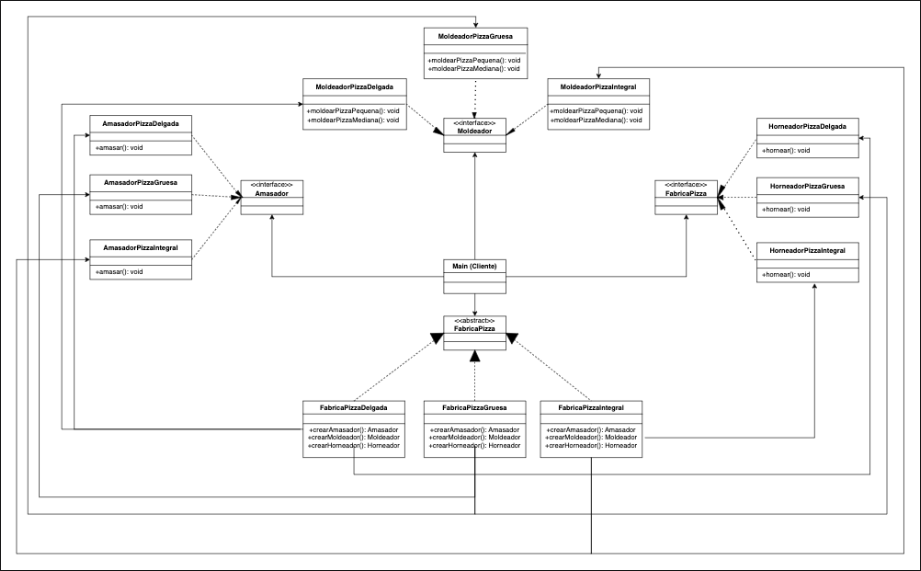 MoldeadorPizzaGruesa
+moldearPizzaPequena(): void
+moldearPizzaMediana(): void
MoldeadorPizzaDelgada
+moldearPizzaPequena(): void
+moldearPizzaMediana(): void
MoldeadorPizzaIntegral
+moldearPizzaPequena(): void
+moldearPizzaMediana(): void
<<interface>>
Moldeador
AmasadorPizzaDelgada
+amasar(): void
AmasadorPizzaGruesa
+amasar(): void
AmasadorPizzaIntegral
+amasar(): void
<<interface>>
Amasador
HorneadorPizzaDelgada
+hornear(): void
HorneadorPizzaGruesa
+hornear(): void
HorneadorPizzaIntegral
+hornear(): void
<<interface>>
FabricaPizza
Main (Cliente)
<<abstract>>
FabricaPizza
FabricaPizzaDelgada
+crearAmasador(): Amasador
+crearMoldeador(): Moldeador
+crearHorneador(): Horneador
FabricaPizzaGruesa
+crearAmasador(): Amasador
+crearMoldeador(): Moldeador
+crearHorneador(): Horneador
FabricaPizzaIntegral
+crearAmasador(): Amasador
+crearMoldeador(): Moldeador
+crearHorneador(): Horneador